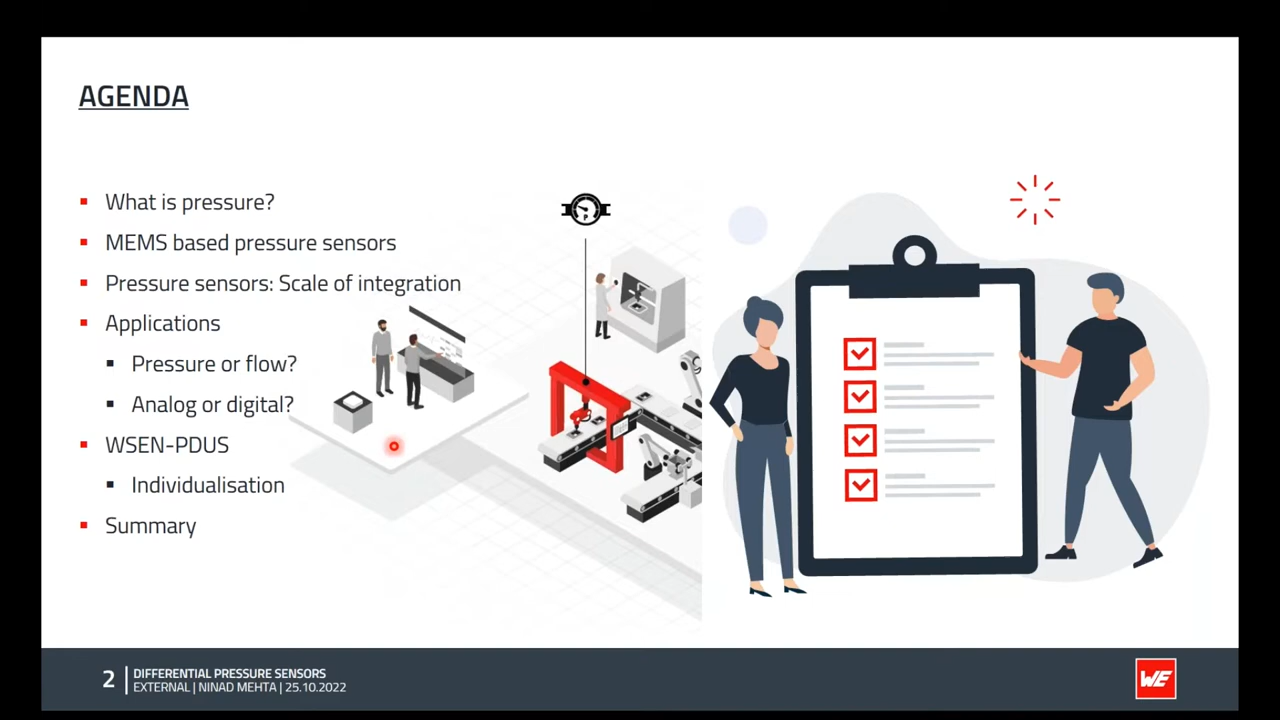 AGENDA
What is pressure?
MEMS based pressure sensors
Pressure sensors: Scale of integration
Applications
Pressure or flow?
Analog or digital?
WSEN-PDUS
Individualisation
Summary
P
2
DIFFERENTIAL PRESSURE SENSORS
EXTERNAL | NINAD MEHTA | 25.10.2022
WE